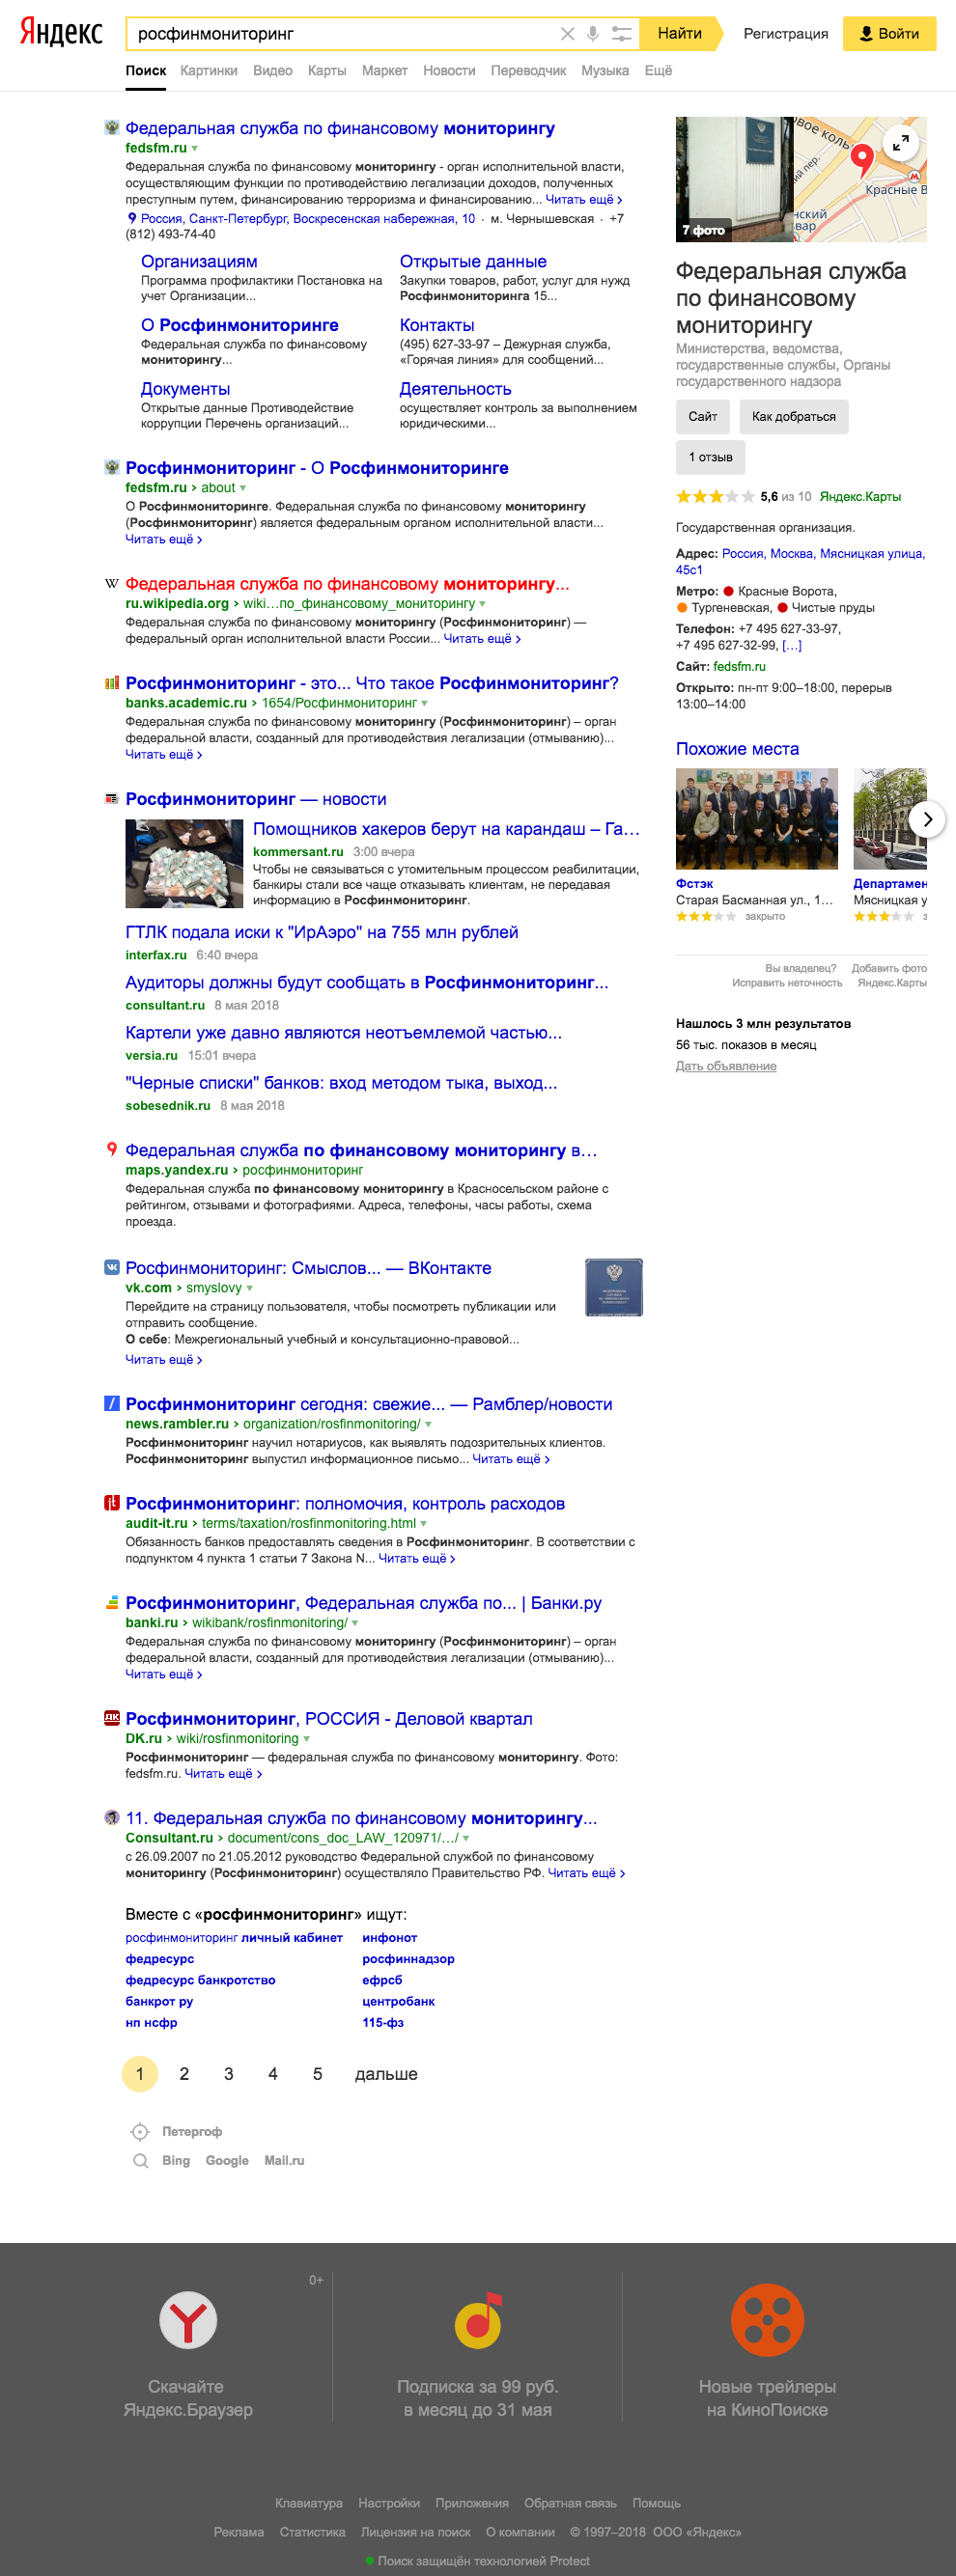 Яндекс
росфинмониторинг
Найти
Регистрация
Войти
Поиск Картинки Видео Карты Маркет Новости Переводчик Музыка Ещё
Федеральная служба по финансовому мониторингу
fedsfm.ru
Федеральная служба по финансовому мониторингу - орган исполнительной власти,
осуществляющим функции по противодействию легализации доходов, полученных
преступным путем, финансированию терроризма и финансированию... Читать ещё >
Россия, Санкт-Петербург, Воскресенская набережная, 10 · м. Чернышевская · +7
(812) 493-74-40
Организациям
Программа профилактики Постановка на
учет Организации...
Открытые данные
Закупки товаров, работ, услуг для нужд
Росфинмониторинга 15...
О Росфинмониторинге
Федеральная служба по финансовому
мониторингу...
Контакты
(495) 627-33-97 – Дежурная служба,
«Горячая линия» для сообщений...
Документы
Открытые данные Противодействие
коррупции Перечень организаций...
Деятельность
осуществляет контроль за выполнением
юридическими...
Росфинмониторинг - О Росфинмониторинге
fedsfm.ru > about
О Росфинмониторинге. Федеральная служба по финансовому мониторингу
(Росфинмониторинг) является федеральным органом исполнительной власти...
Читать ещё >
Федеральная служба по финансовому мониторингу...
ru.wikipedia.org > wiki…по_финансовому_мониторингу
Федеральная служба по финансовому мониторингу (Росфинмониторинг) —
федеральный орган исполнительной власти России... Читать ещё >
Росфинмониторинг - это... Что такое Росфинмониторинг?
banks.academic.ru > 1654/Росфинмониторинг
Федеральная служба по финансовому мониторингу (Росфинмониторинг) – орган
федеральной власти, созданный для противодействия легализации (отмыванию)...
Читать ещё >
Росфинмониторинг — новости
Помощников хакеров берут на карандаш – Га…
kommersant.ru 3:00 вчера
Чтобы не связываться с утомительным процессом реабилитации,
банкиры стали все чаще отказывать клиентам, не передавая
информацию в Росфинмониторинг.
ГТЛК подала иски к "ИрАэро" на 755 млн рублей
interfax.ru 6:40 вчера
Аудиторы должны будут сообщать в Росфинмониторинг...
consultant.ru 8 мая 2018
Картели уже давно являются неотъемлемой частью...
versia.ru 15:01 вчера
"Черные списки" банков: вход методом тыка, выход...
sobesednik.ru 8 мая 2018
Федеральная служба по финансовому мониторингу в…
maps.yandex.ru > росфинмониторинг
Федеральная служба по финансовому мониторингу в Красносельском районе с
рейтингом, отзывами и фотографиями. Адреса, телефоны, часы работы, схема
проезда.
Росфинмониторинг: Смыслов... — ВКонтакте
vk.com > smyslovy
Перейдите на страницу пользователя, чтобы посмотреть публикации или
отправить сообщение.
О себе: Межрегиональный учебный и консультационно-правовой...
Читать ещё >
Росфинмониторинг сегодня: свежие... — Рамблер/новости
news.rambler.ru > organization/rosfinmonitoring/
Росфинмониторинг научил нотариусов, как выявлять подозрительных клиентов.
Росфинмониторинг выпустил информационное письмо... Читать ещё >
Росфинмониторинг: полномочия, контроль расходов
audit-it.ru > terms/taxation/rosfinmonitoring.html
Обязанность банков предоставлять сведения в Росфинмониторинг. В соответствии с
подпунктом 4 пункта 1 статьи 7 Закона N... Читать ещё >
Росфинмониторинг, Федеральная служба по... | Банки.ру
banki.ru > wikibank/rosfinmonitoring/
Федеральная служба по финансовому мониторингу (Росфинмониторинг) – орган
федеральной власти, созданный для противодействия легализации (отмыванию)...
Читать ещё >
Росфинмониторинг, РОССИЯ - Деловой квартал
DK.ru > wiki/rosfinmonitoring
Росфинмониторинг — федеральная служба по финансовому мониторингу. Фото:
fedsfm.ru. Читать ещё >
11. Федеральная служба по финансовому мониторингу...
Consultant.ru > document/cons_doc_LAW_120971/…/
с 26.09.2007 по 21.05.2012 руководство Федеральной службой по финансовому
мониторингу (Росфинмониторинг) осуществляло Правительство РФ. Читать ещё >
Вместе с «росфинмониторинг» ищут:
росфинмониторинг личный кабинет инфонот
федресурс росфиннадзор
федресурс банкротство ефрсб
банкрот ру центробанк
нп нсфр 115-фз
1 2 3 4 5 дальше
Петергоф
Bing Google Mail.ru
7 фото
вое коль
кий пер.
Красные В
нский
вар
Федеральная служба
по финансовому
мониторингу
Министерства, ведомства,
государственные службы, Органы
государственного надзора
Сайт
Как добраться
1 отзыв
5,6 из 10 Яндекс.Карты
Государственная организация.
Адрес: Россия, Москва, Мясницкая улица,
45с1
Метро: Красные Ворота,
Тургеневская, Чистые пруды
Телефон: +7 495 627-33-97,
+7 495 627-32-99, […]
Сайт: fedsfm.ru
Открыто: пн-пт 9:00–18:00, перерыв
13:00–14:00
Похожие места
Фстэк
Старая Басманная ул., 1…
закрыто
Департамен
Мясницкая у
з
Вы владелец? Добавить фото
Исправить неточность Яндекс.Карты
Нашлось 3 млн результатов
56 тыс. показов в месяц
Дать объявление
0+
Скачайте
Яндекс.Браузер
Подписка за 99 руб.
в месяц до 31 мая
Новые трейлеры
на КиноПоиске
Клавиатура Настройки Приложения Обратная связь Помощь
Реклама Статистика Лицензия на поиск О компании © 1997–2018 ООО «Яндекс»
Поиск защищён технологией Protect